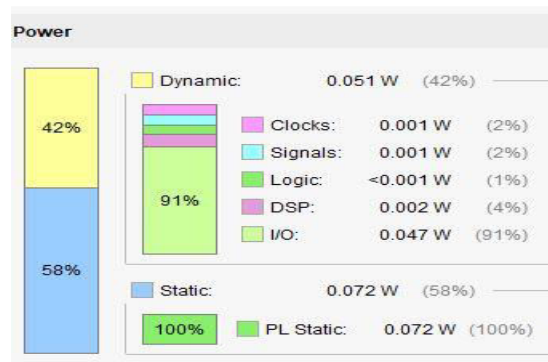 Power
Dynamic: 0.051 W (42%)
42%
Clocks: 0.001 W (2%)
Signals: 0.001 W (2%)
Logic: <0.001 W (1%)
91%
DSP: 0.002 W (4%)
I/O: 0.047 W (91%)
58%
Static: 0.072 W (58%)
100% PL Static: 0.072 W (100%)